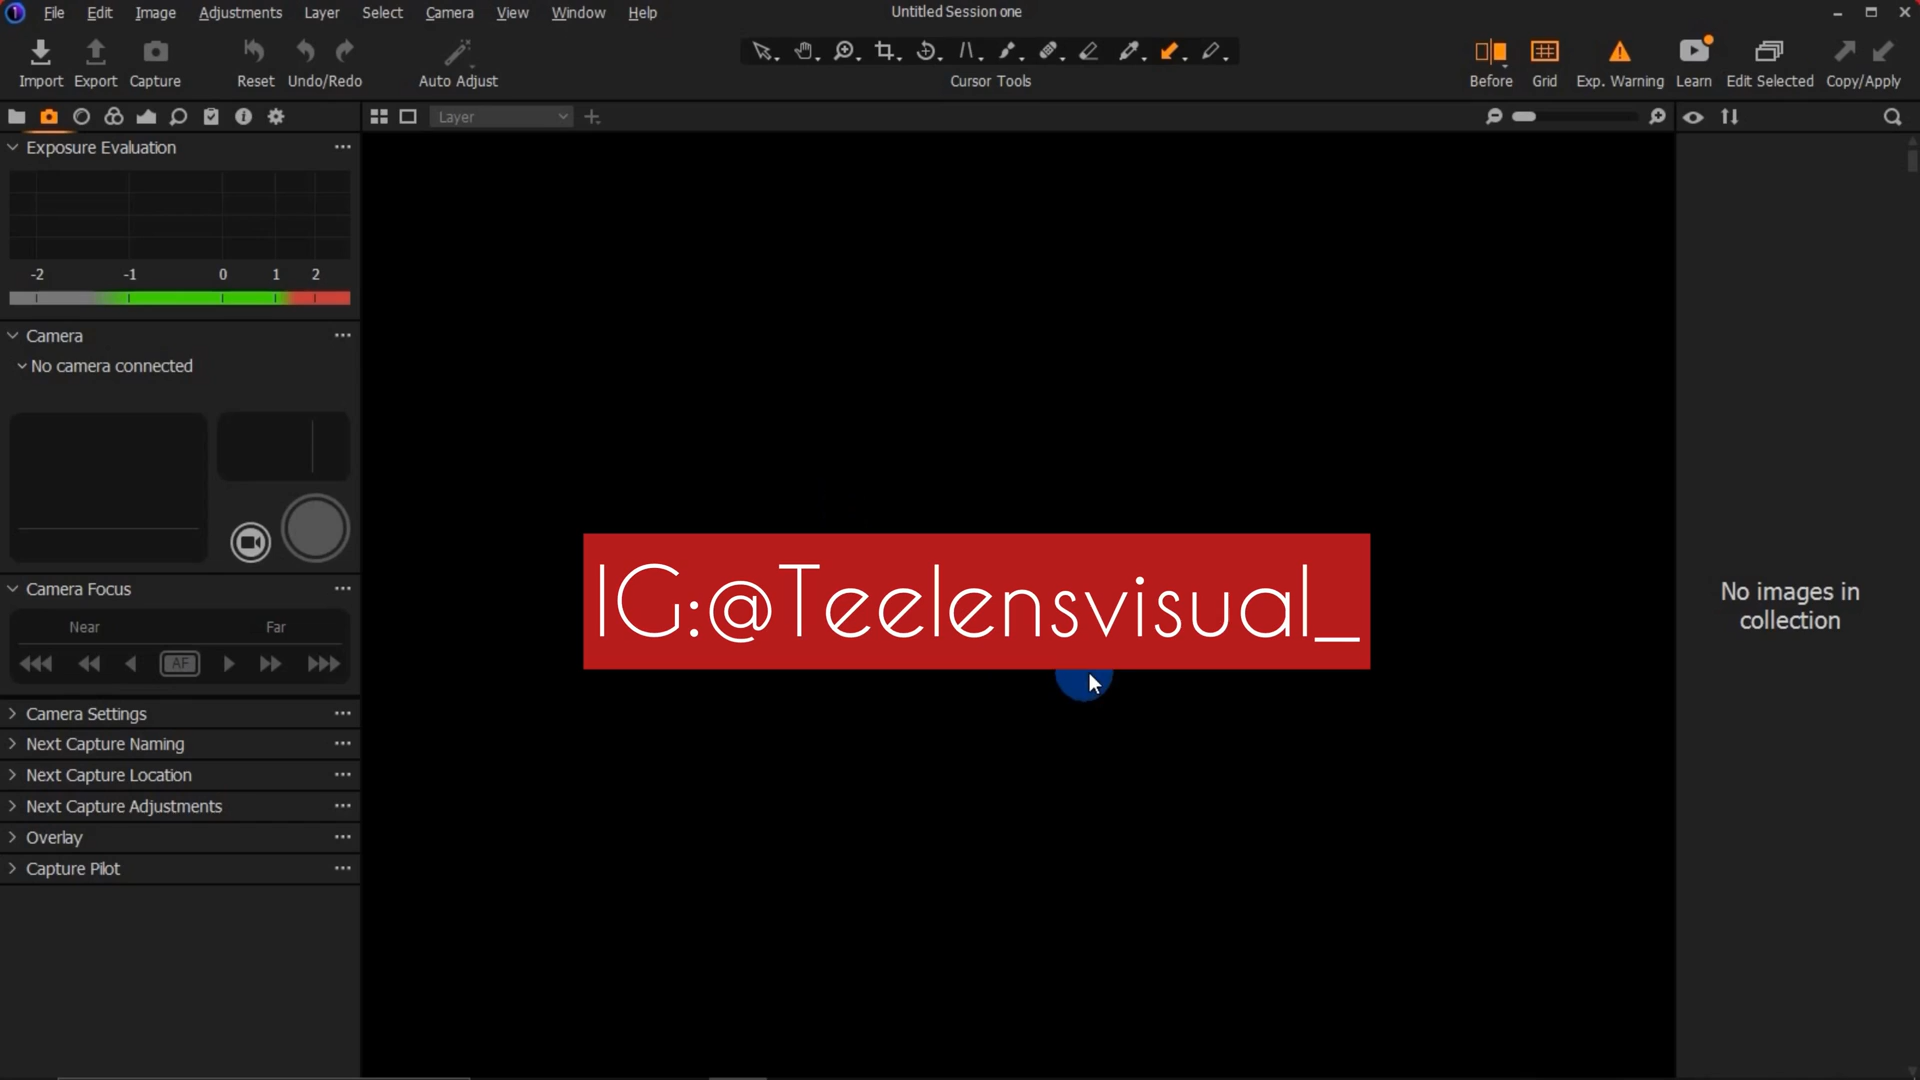 File Edit Image Adjustments Layer Select Camera View Window Help
Untitled Session one
Import Export Capture Reset Undo/Redo Auto Adjust
Cursor Tools
Before Grid Exp. Warning Learn Edit Selected Copy/Apply
Layer
Exposure Evaluation
-2 -1 0 1 2
Camera
No camera connected
Camera Focus
Near Far
AF
Camera Settings
Next Capture Naming
Next Capture Location
Next Capture Adjustments
Overlay
Capture Pilot
IG:@Teelensvisual_
No images in
collection